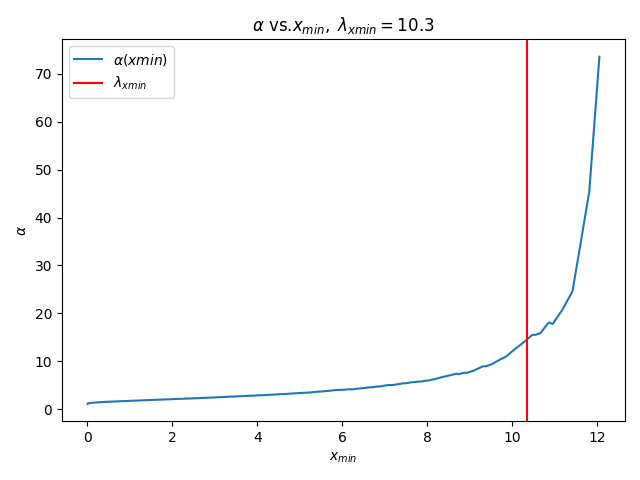 α vs.x_min, λ_xmin = 10.3
α(xmin)
λ_xmin
α
70
60
50
40
30
20
10
0
0 2 4 6 8 10 12
x_min